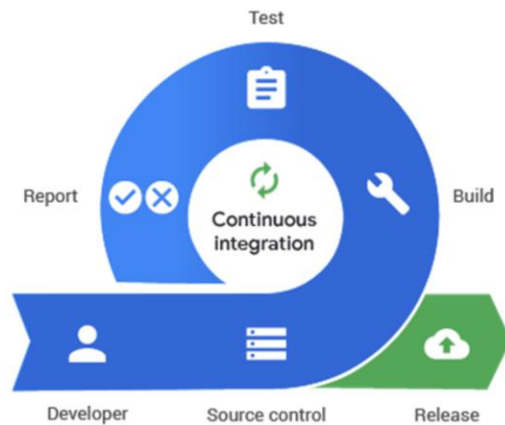 Test
Report
Continuous
integration
Build
Developer
Source control
Release